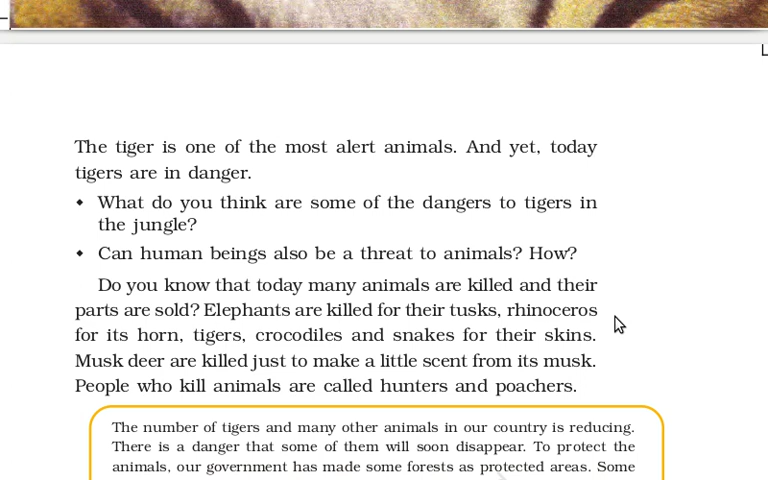 The tiger is one of the most alert animals. And yet, today
tigers are in danger.
◆ What do you think are some of the dangers to tigers in
the jungle?
◆ Can human beings also be a threat to animals? How?
Do you know that today many animals are killed and their
parts are sold? Elephants are killed for their tusks, rhinoceros
for its horn, tigers, crocodiles and snakes for their skins.
Musk deer are killed just to make a little scent from its musk.
People who kill animals are called hunters and poachers.
The number of tigers and many other animals in our country is reducing.
There is a danger that some of them will soon disappear. To protect the
animals, our government has made some forests as protected areas. Some